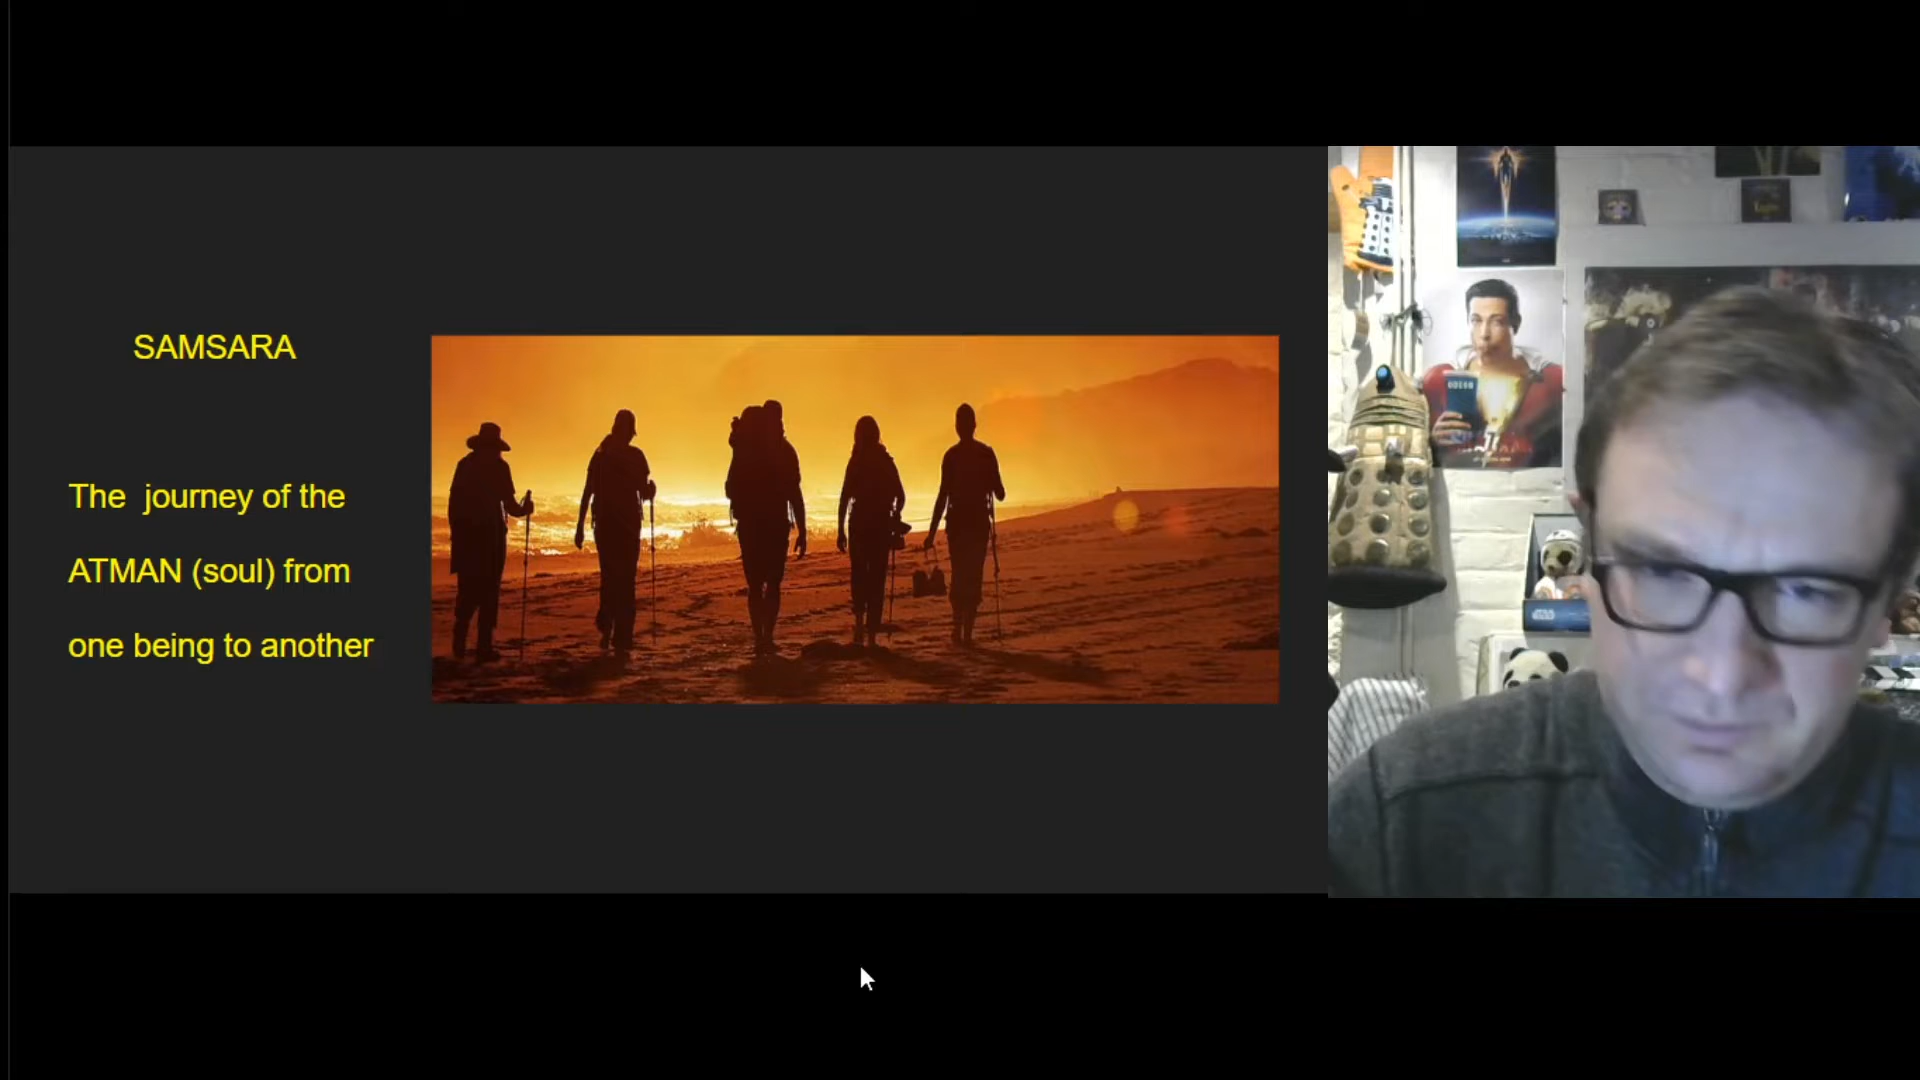 SAMSARA
The journey of the
ATMAN (soul) from
one being to another